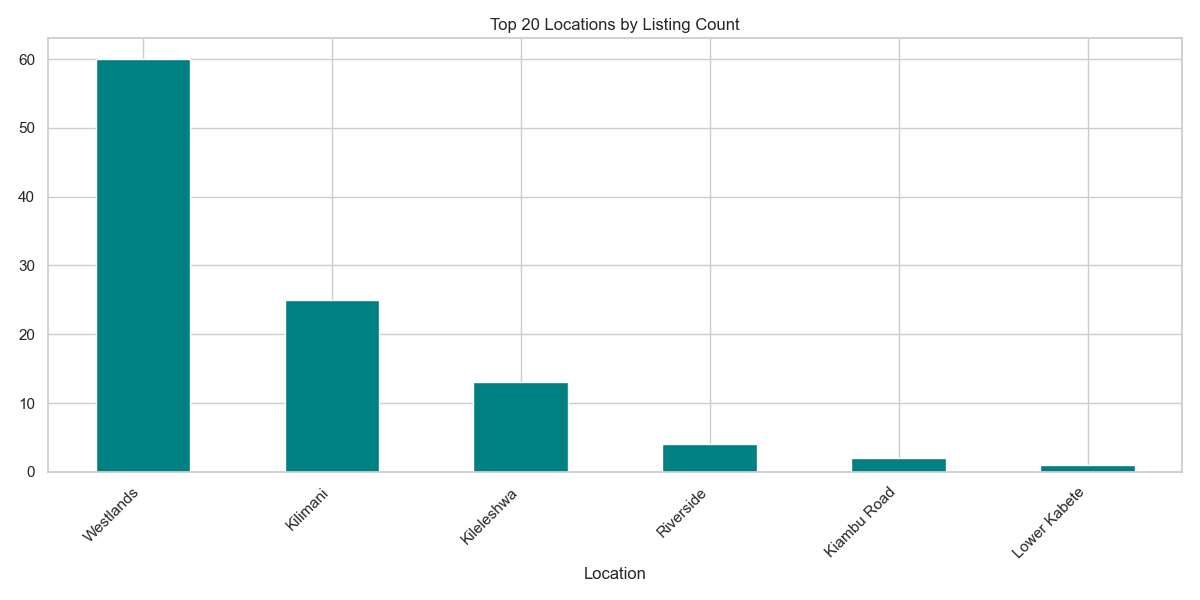 Top 20 Locations by Listing Count
60
50
40
30
20
10
0
Westlands
Kilimani
Kileleshwa
Riverside
Kiambu Road
Lower Kabete
Location